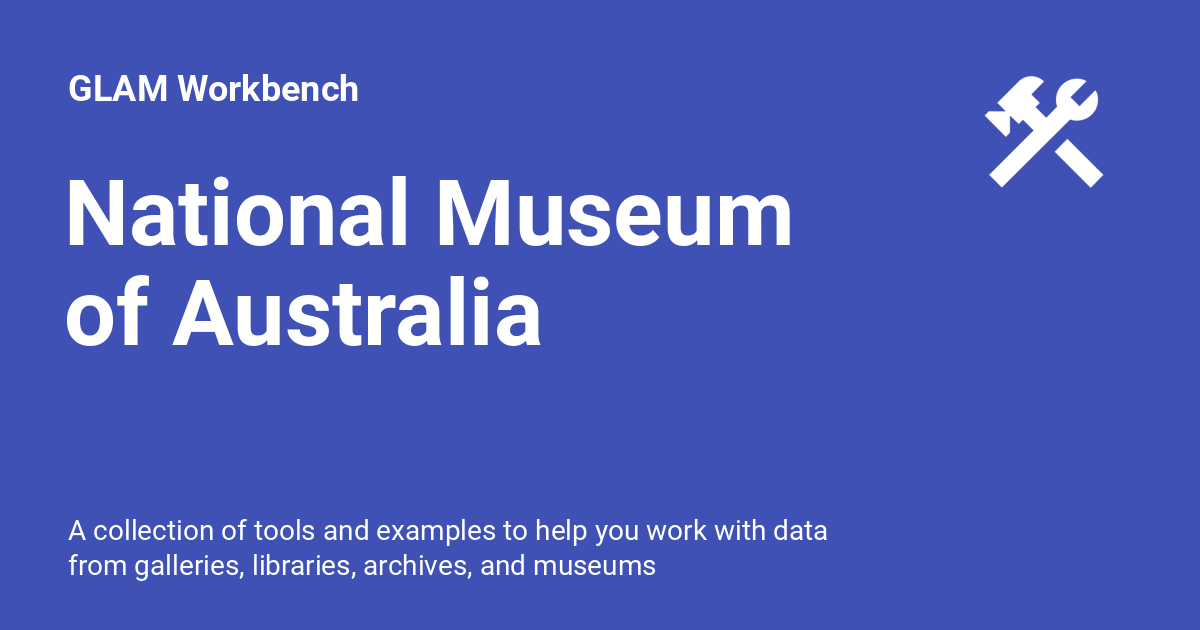 GLAM Workbench
National Museum
of Australia
A collection of tools and examples to help you work with data
from galleries, libraries, archives, and museums